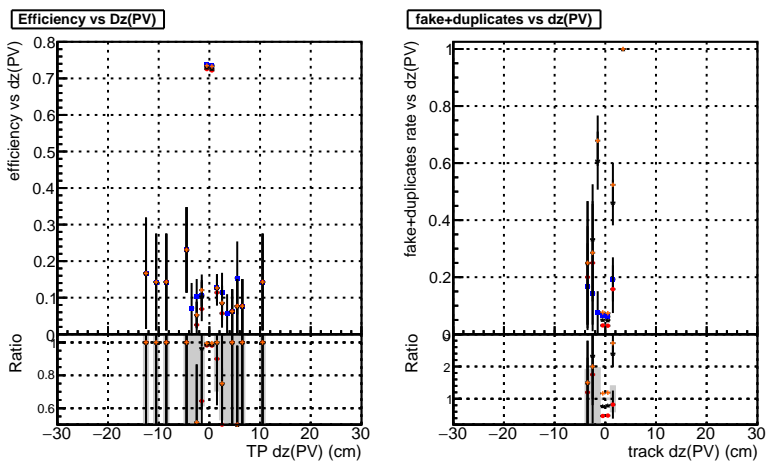 Efficiency vs Dz(PV)
efficiency vs dz(PV)
0.8
0.7
0.6
0.5
0.4
0.3
0.2
0.1
0
Ratio
1
0.8
0.6
−30 −20 −10 0 10 20 30
TP dz(PV) (cm)
fake+duplicates vs dz(PV)
fake+duplicates rate vs dz(PV)
1
0.8
0.6
0.4
0.2
0
Ratio
2
1
−30 −20 −10 0 10 20 30
track dz(PV) (cm)